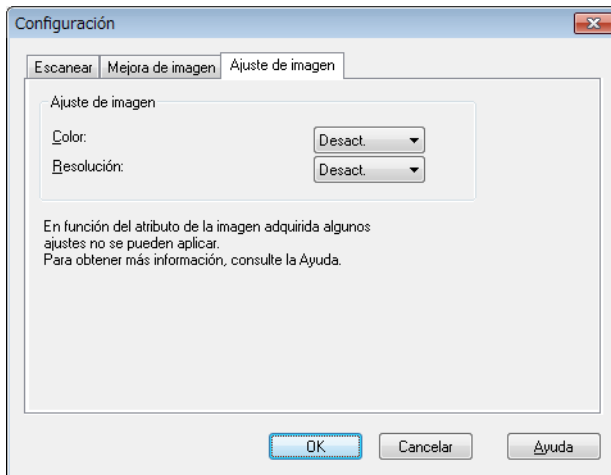 Configuración
Escanear Mejora de imagen Ajuste de imagen
Ajuste de imagen
Color: Desact.
Resolución: Desact.
En función del atributo de la imagen adquirida algunos
ajustes no se pueden aplicar.
Para obtener más información, consulte la Ayuda.
OK Cancelar Ayuda